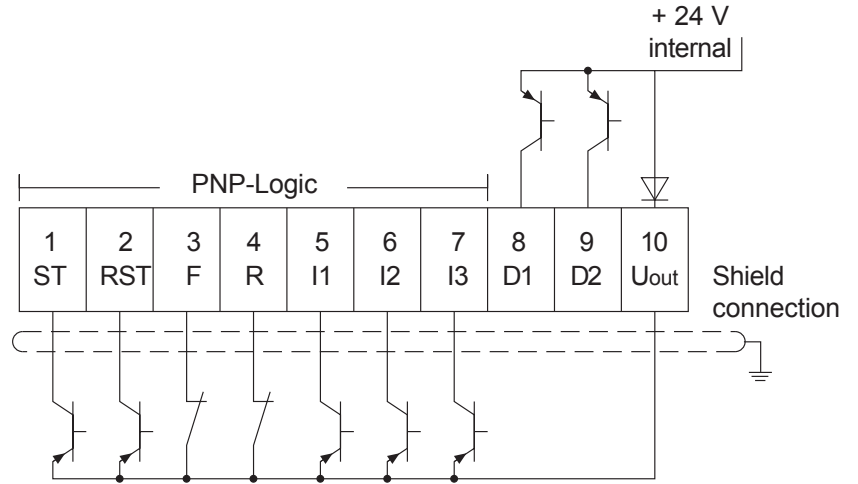 + 24 V
internal
PNP-Logic
1 2 3 4 5 6 7 8 9 10
ST RST F R I1 I2 I3 D1 D2 Uout
Shield
connection